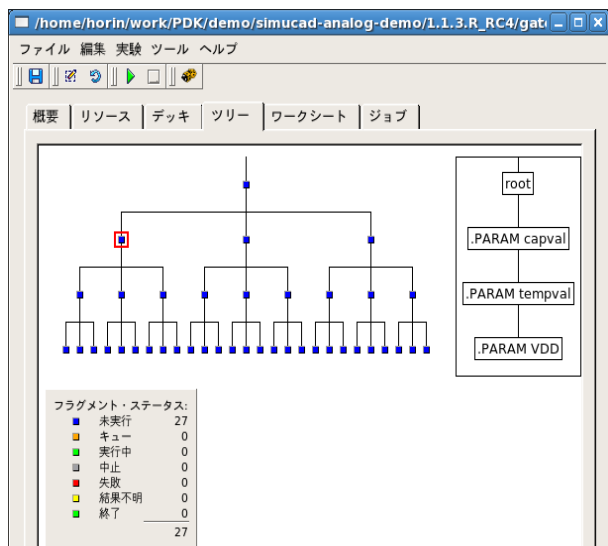 /home/horin/work/PDK/demo/simucad-analog-demo/1.1.3.R_RC4/gate
ファイル 編集 実験 ツール ヘルプ
概要 リソース デッキ ツリー ワークシート ジョブ
root
.PARAM capval
.PARAM tempval
.PARAM VDD
フラグメント・ステータス:
未実行 27
キュー 0
実行中 0
中止 0
失敗 0
結果不明 0
終了 0
27